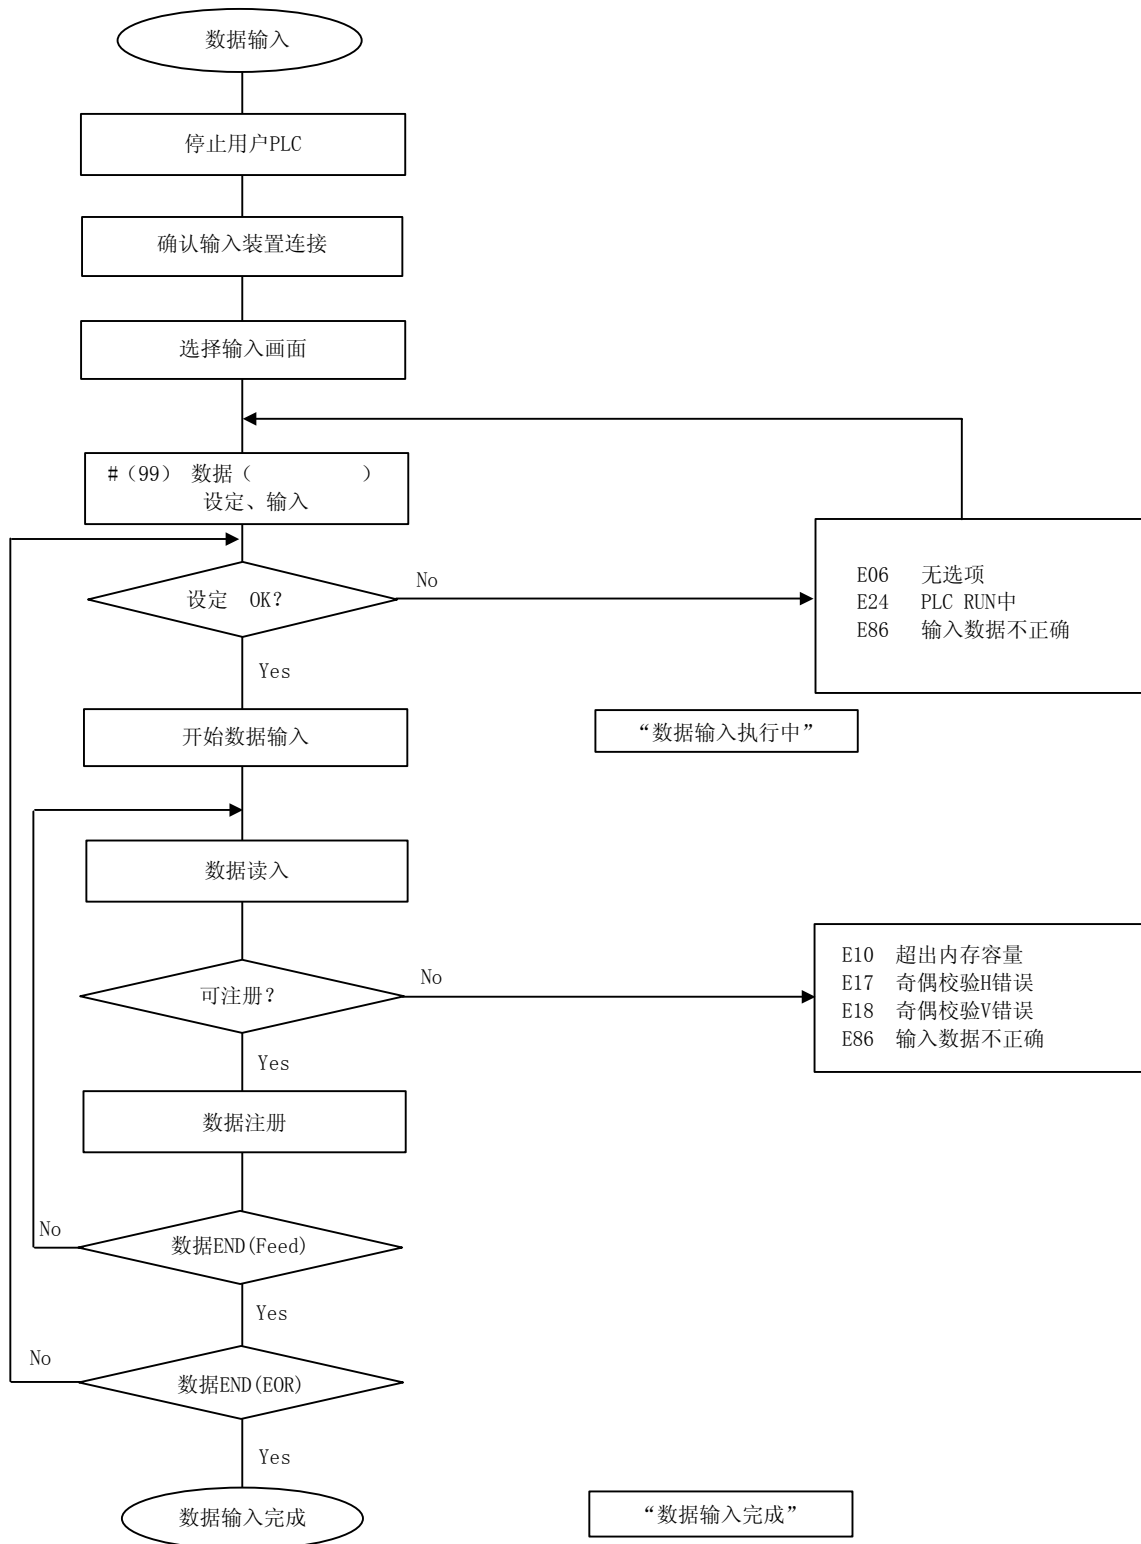 数据输入
停止用户PLC
确认输入装置连接
选择输入画面
#（99） 数据（          ）
设定、输入
设定  OK?
No
E06  无选项
E24  PLC RUN中
E86  输入数据不正确
Yes
开始数据输入
“数据输入执行中”
数据读入
可注册?
No
E10  超出内存容量
E17  奇偶校验H错误
E18  奇偶校验V错误
E86  输入数据不正确
Yes
数据注册
No
数据END(Feed)
Yes
No
数据END(EOR)
Yes
数据输入完成
“数据输入完成”